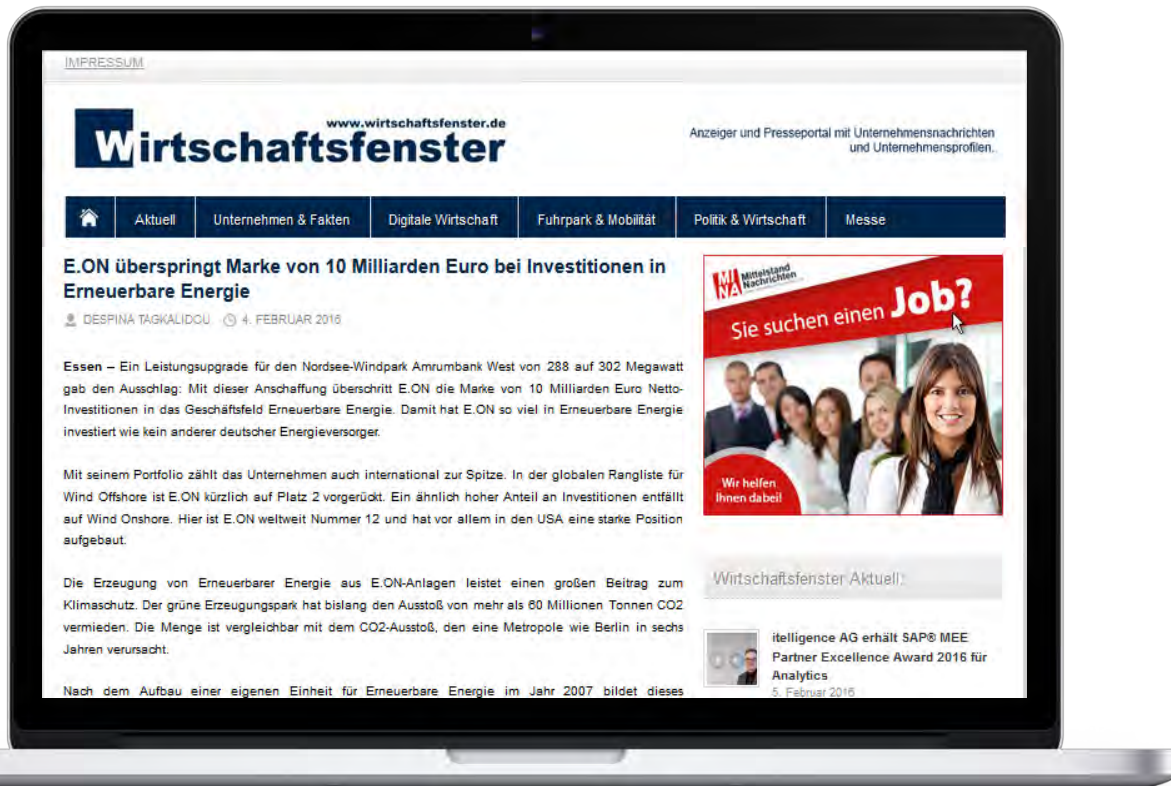 IMPRESSUM
www.wirtschaftsfenster.de
Wirtschaftsfenster
Anzeiger und Presseportal mit Unternehmensnachrichten
und Unternehmensprofilen.
Aktuell Unternehmen & Fakten Digitale Wirtschaft Fuhrpark & Mobilität Politik & Wirtschaft Messe
E.ON überspringt Marke von 10 Milliarden Euro bei Investitionen in
Erneuerbare Energie
DESPINA TAGKALIDOU 4. FEBRUAR 2016
Essen – Ein Leistungsupgrade für den Nordsee-Windpark Amrumbank West von 288 auf 302 Megawatt
gab den Ausschlag: Mit dieser Anschaffung überschritt E.ON die Marke von 10 Milliarden Euro Netto-
Investitionen in das Geschäftsfeld Erneuerbare Energie. Damit hat E.ON so viel in Erneuerbare Energie
investiert wie kein anderer deutscher Energieversorger.
Mit seinem Portfolio zählt das Unternehmen auch international zur Spitze. In der globalen Rangliste für
Wind Offshore ist E.ON kürzlich auf Platz 2 vorgerückt. Ein ähnlich hoher Anteil an Investitionen entfällt
auf Wind Onshore. Hier ist E.ON weltweit Nummer 12 und hat vor allem in den USA eine starke Position
aufgebaut.
Die Erzeugung von Erneuerbarer Energie aus E.ON-Anlagen leistet einen großen Beitrag zum
Klimaschutz. Der grüne Erzeugungspark hat bislang den Ausstoß von mehr als 60 Millionen Tonnen CO2
vermieden. Die Menge ist vergleichbar mit dem CO2-Ausstoß, den eine Metropole wie Berlin in sechs
Jahren verursacht.
Nach dem Aufbau einer eigenen Einheit für Erneuerbare Energie im Jahr 2007 bildet dieses
MI
NA
Mittelstand
Nachrichten
Sie suchen einen Job?
Wir helfen
Ihnen dabei!
Wirtschaftsfenster Aktuell:
itelligence AG erhält SAP® MEE
Partner Excellence Award 2016 für
Analytics
5. Februar 2016